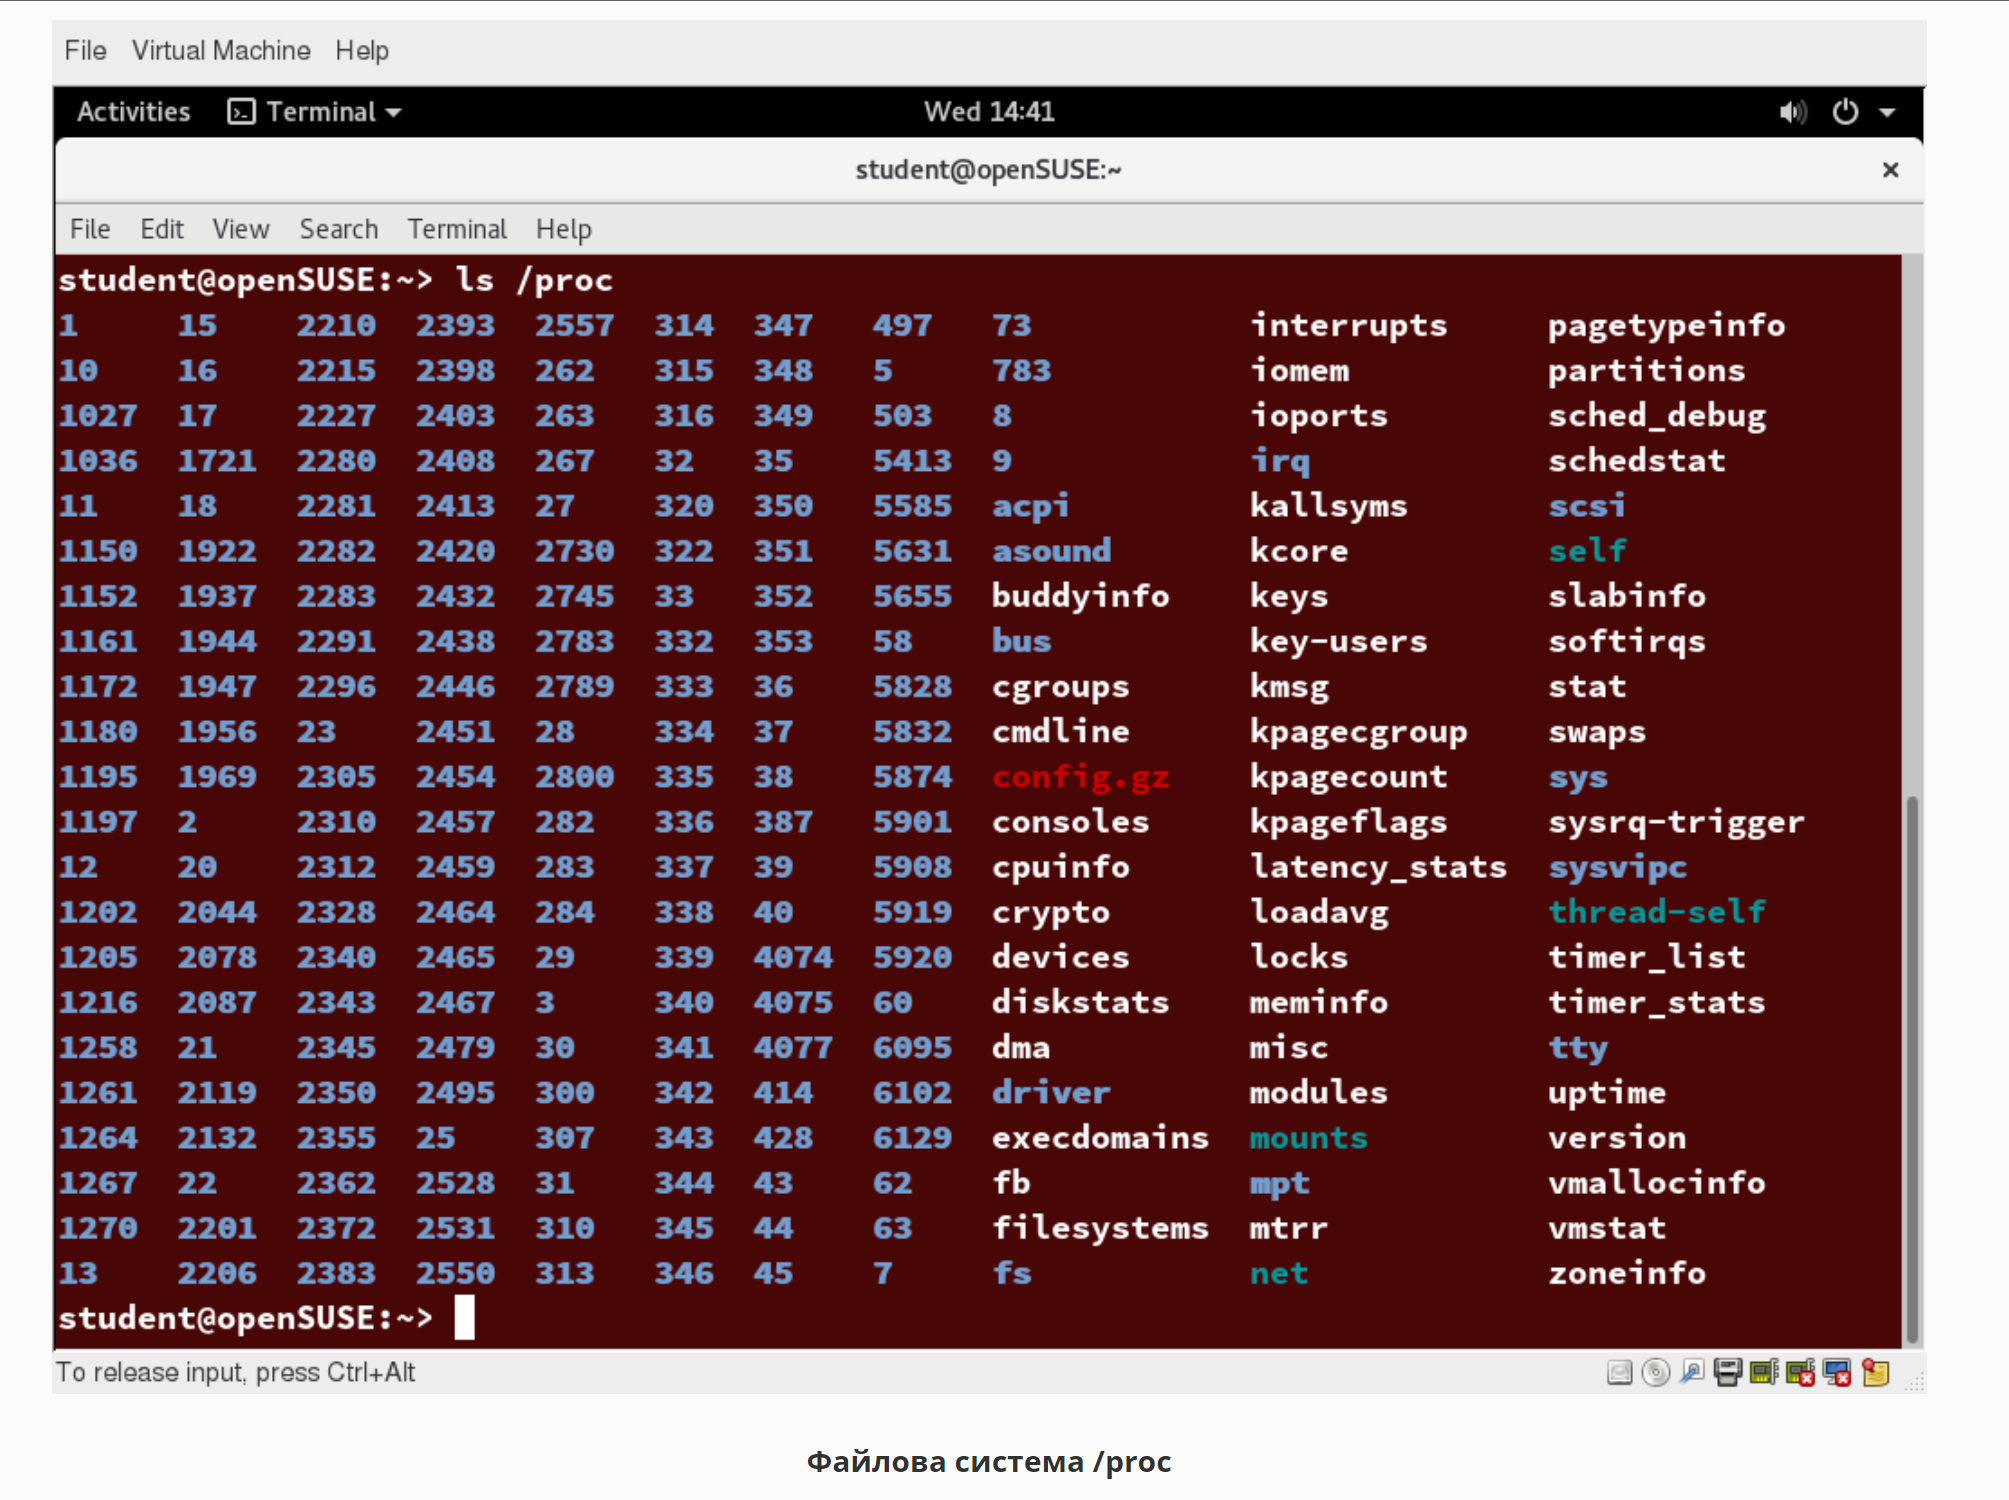 File Virtual Machine Help
Activities Terminal Wed 14:41
student@openSUSE:~
File Edit View Search Terminal Help
student@openSUSE:~> ls /proc
1 15 2210 2393 2557 314 347 497 73 interrupts pagetypeinfo
10 16 2215 2398 262 315 348 5 783 iomem partitions
1027 17 2227 2403 263 316 349 503 8 ioports sched_debug
1036 1721 2280 2408 267 32 35 5413 9 irq schedstat
11 18 2281 2413 27 320 350 5585 acpi kallsyms scsi
1150 1922 2282 2420 2730 322 351 5631 asound kcore self
1152 1937 2283 2432 2745 33 352 5655 buddyinfo keys slabinfo
1161 1944 2291 2438 2783 332 353 58 bus key-users softirqs
1172 1947 2296 2446 2789 333 36 5828 cgroups kmsg stat
1180 1956 23 2451 28 334 37 5832 cmdline kpagecgroup swaps
1195 1969 2305 2454 2800 335 38 5874 config.gz kpagecount sys
1197 2 2310 2457 282 336 387 5901 consoles kpageflags sysrq-trigger
12 20 2312 2459 283 337 39 5908 cpuinfo latency_stats sysvipc
1202 2044 2328 2464 284 338 40 5919 crypto loadavg thread-self
1205 2078 2340 2465 29 339 4074 5920 devices locks timer_list
1216 2087 2343 2467 3 340 4075 60 diskstats meminfo timer_stats
1258 21 2345 2479 30 341 4077 6095 dma misc tty
1261 2119 2350 2495 300 342 414 6102 driver modules uptime
1264 2132 2355 25 307 343 428 6129 execdomains mounts version
1267 22 2362 2528 31 344 43 62 fb mpt vmallocinfo
1270 2201 2372 2531 310 345 44 63 filesystems mtrr vmstat
13 2206 2383 2550 313 346 45 7 fs net zoneinfo
student@openSUSE:~>
To release input, press Ctrl+Alt
Файлова система /proc